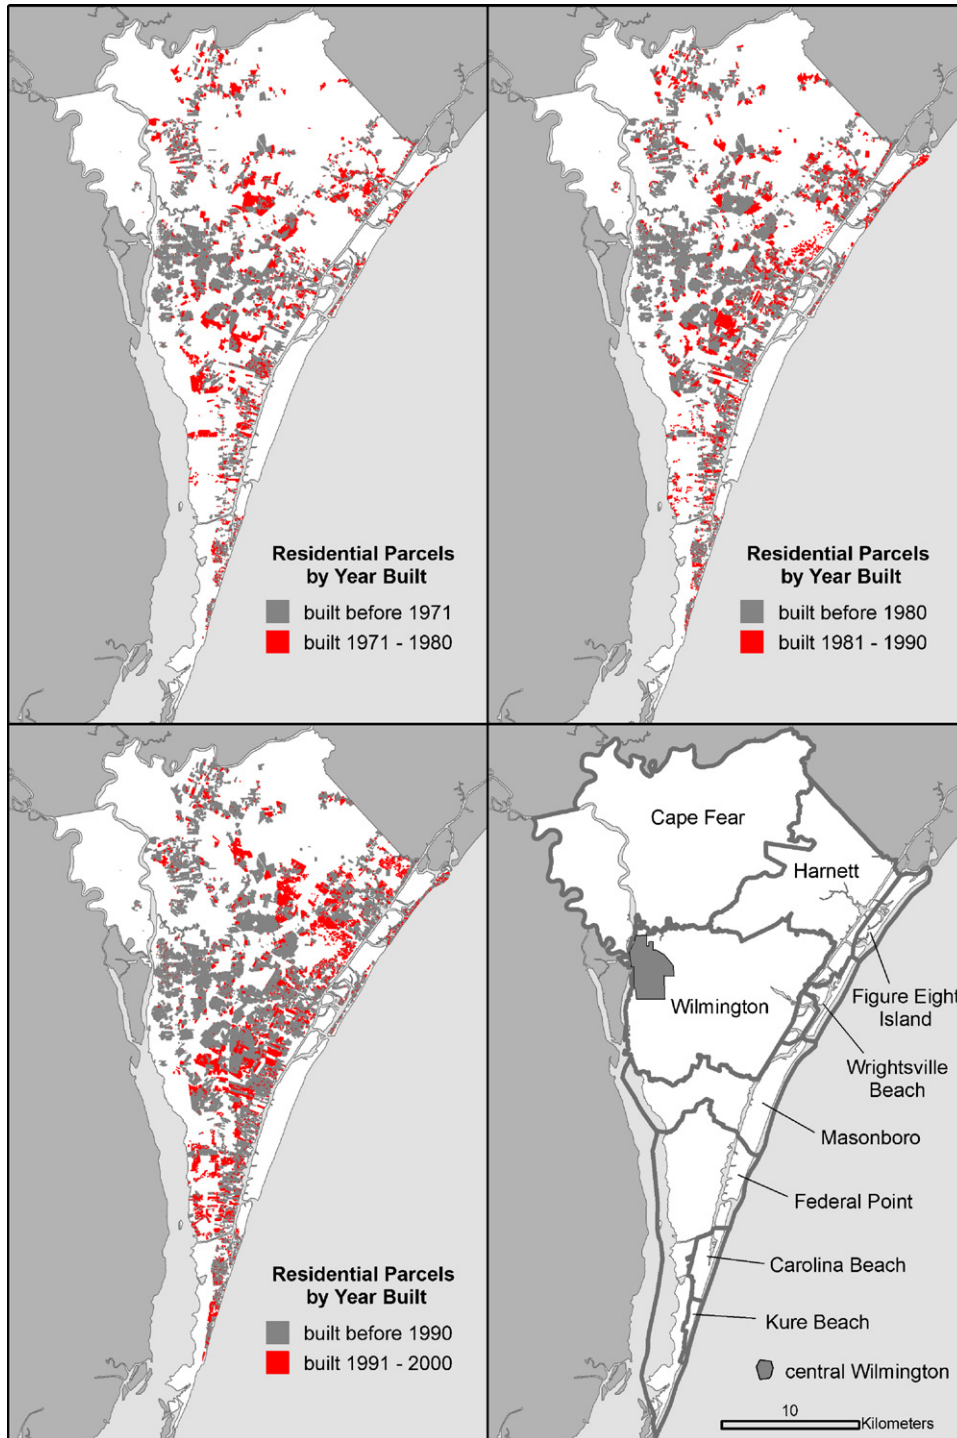 Residential Parcels
by Year Built
built before 1971
built 1971 - 1980
Residential Parcels
by Year Built
built before 1980
built 1981 - 1990
Residential Parcels
by Year Built
built before 1990
built 1991 - 2000
Cape Fear
Harnett
Wilmington
Figure Eight
Island
Wrightsville
Beach
Masonboro
Federal Point
Carolina Beach
Kure Beach
central Wilmington
10
Kilometers